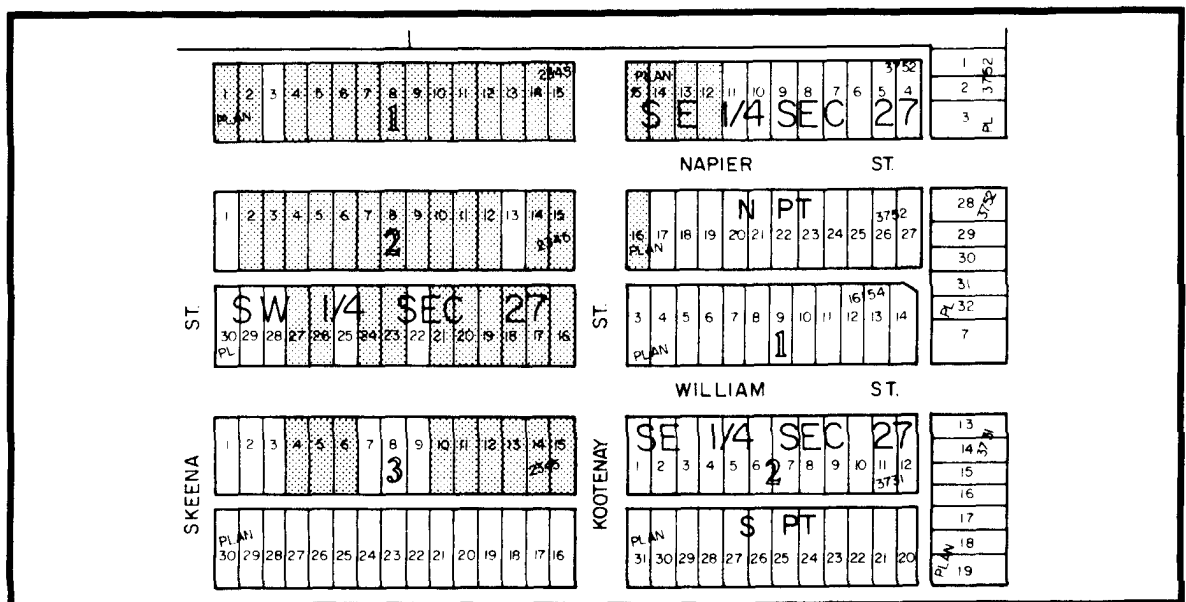 2345 3752 1 3752
PLAN 2
1 2 3 4 5 6 7 8 9 10 11 12 13 14 15 15 14 13 12 11 10 9 8 7 6 5 4
PLAN 1 SE 1/4 SEC 27 3 PL
NAPIER ST.
N PT 28 3752
1 2 3 4 5 6 7 8 9 10 11 12 13 14 15 3752
2 2345 16 17 18 19 20 21 22 23 24 25 26 27 29
PLAN 30
SW 1/4 SEC 27 16154 31
ST. ST. 3 4 5 6 7 8 9 10 11 12 13 14 PL 32
30 29 28 27 26 25 24 23 22 21 20 19 18 17 16 7
PL PLAN 1
WILLIAM ST.
SE 1/4 SEC 27 13
1 2 3 4 5 6 7 8 9 10 11 12 13 14 15 14 3731
3 2345 1 2 3 4 5 6 7 8 9 10 11 12 15
2 3731 16
SKEENA KOOTENAY
S PT 17
PLAN PLAN PLAN 18
30 29 28 27 26 25 24 23 22 21 20 19 18 17 16 31 30 29 28 27 26 25 24 23 22 21 20 19